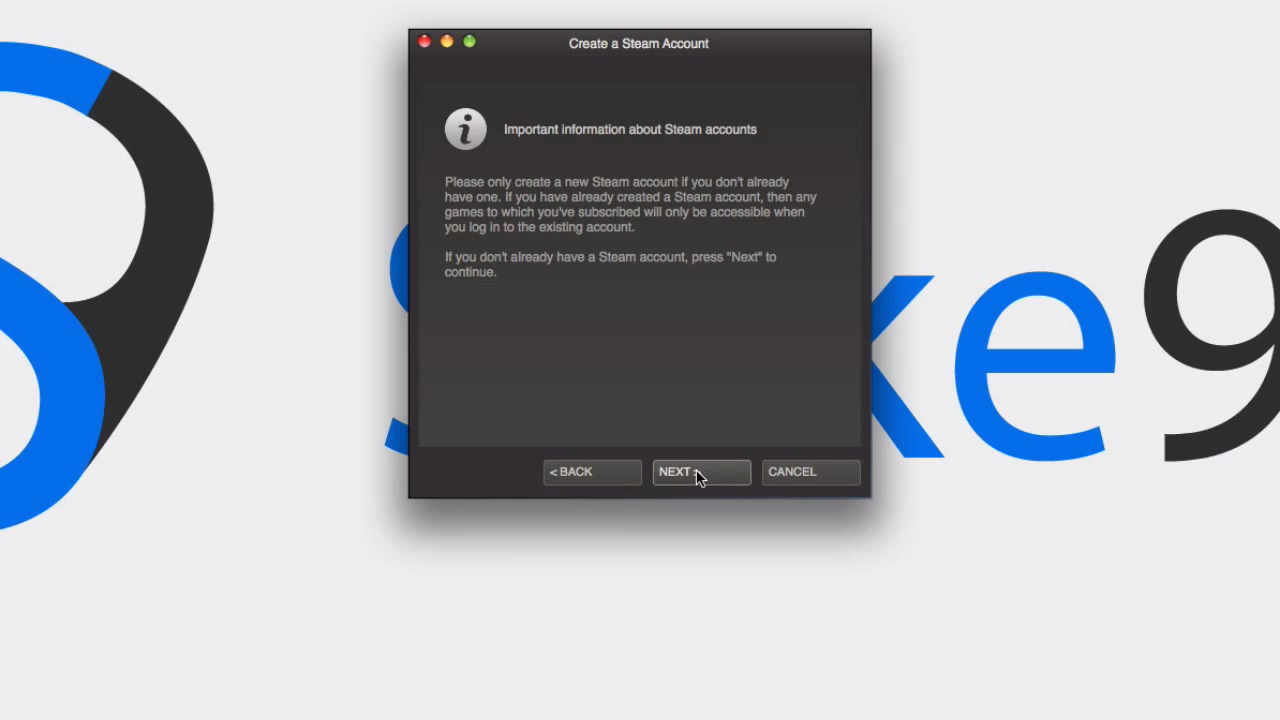 Create a Steam Account
Important information about Steam accounts
Please only create a new Steam account if you don't already
have one. If you have already created a Steam account, then any
games to which you've subscribed will only be accessible when
you log in to the existing account.
If you don't already have a Steam account, press "Next" to
continue.
< BACK
NEXT >
CANCEL
xe9